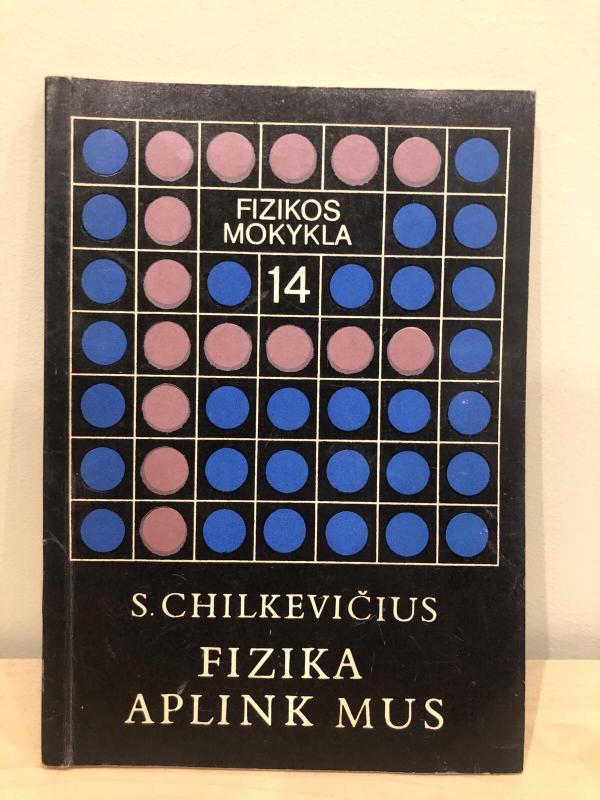 FIZIKOS
MOKYKLA
14
S. CHILKEVIČIUS
FIZIKA
APLINK MUS